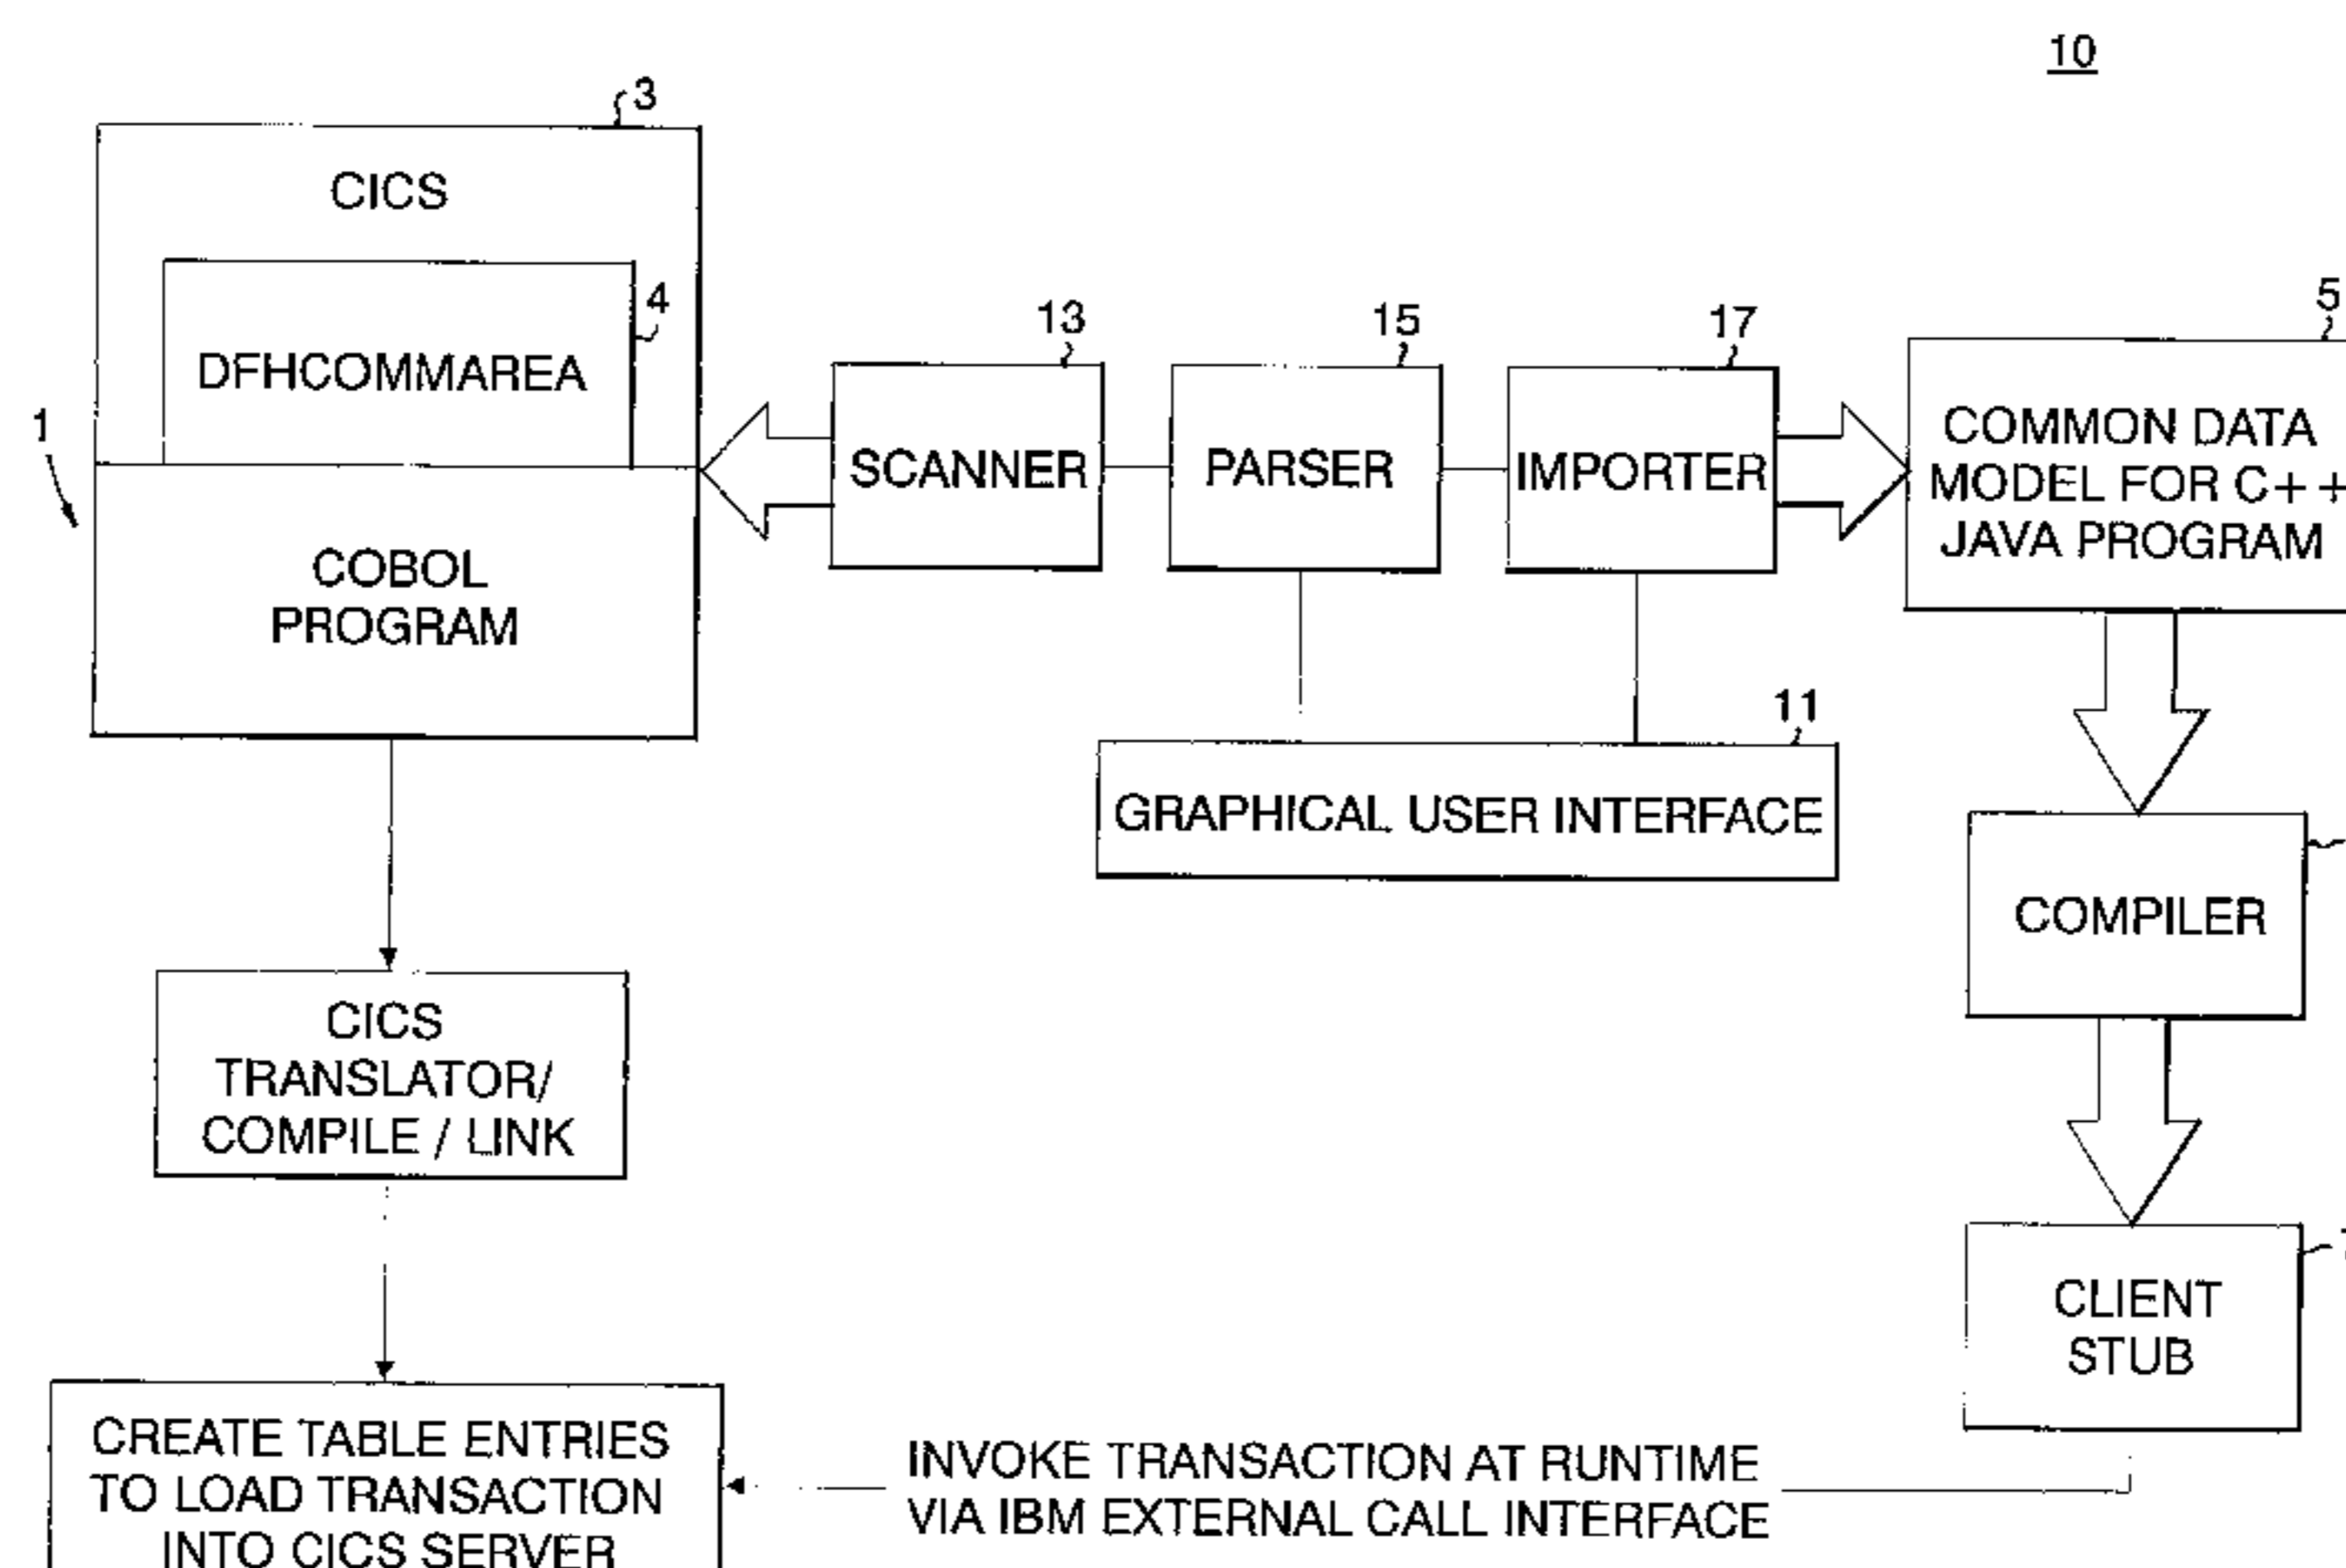 10
3
CICS
4
DFHCOMMAREA
1
COBOL
PROGRAM
13
SCANNER
15
PARSER
17
IMPORTER
5
COMMON DATA
MODEL FOR C++
JAVA PROGRAM
11
GRAPHICAL USER INTERFACE
COMPILER
CICS
TRANSLATOR/
COMPILE / LINK
CLIENT
STUB
CREATE TABLE ENTRIES
TO LOAD TRANSACTION
INTO CICS SERVER
INVOKE TRANSACTION AT RUNTIME
VIA IBM EXTERNAL CALL INTERFACE